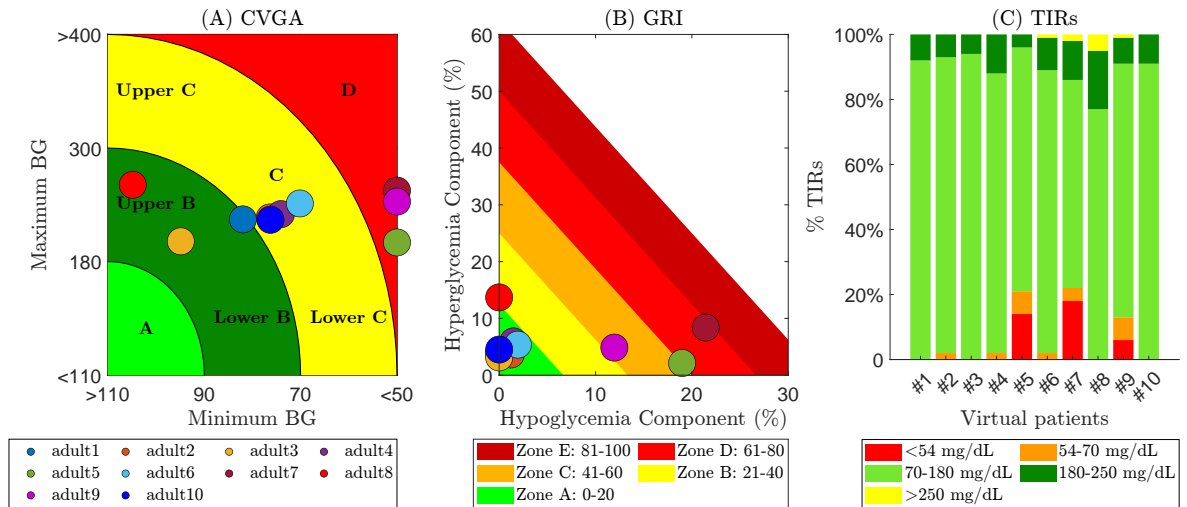 (A) CVGA
>400
300
180
<110
Maximum BG
Upper C
D
C
Upper B
A
Lower B
Lower C
>110
90
70
<50
Minimum BG
adult1
adult2
adult3
adult4
adult5
adult6
adult7
adult8
adult9
adult10
(B) GRI
60
50
40
30
20
10
0
Hyperglycemia Component (%)
0
10
20
30
Hypoglycemia Component (%)
Zone E: 81-100
Zone D: 61-80
Zone C: 41-60
Zone B: 21-40
Zone A: 0-20
(C) TIRs
100%
80%
60%
40%
20%
0
% TIRs
#1
#2
#3
#4
#5
#6
#7
#8
#9
#10
Virtual patients
<54 mg/dL
54-70 mg/dL
70-180 mg/dL
180-250 mg/dL
>250 mg/dL